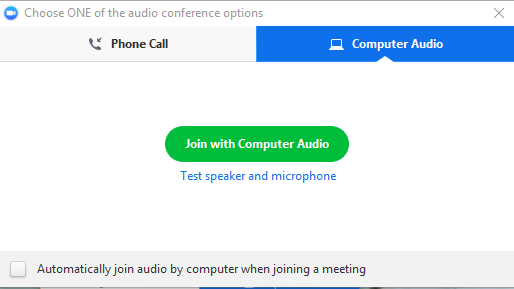 Choose ONE of the audio conference options
Phone Call
Computer Audio
Join with Computer Audio
Test speaker and microphone
Automatically join audio by computer when joining a meeting